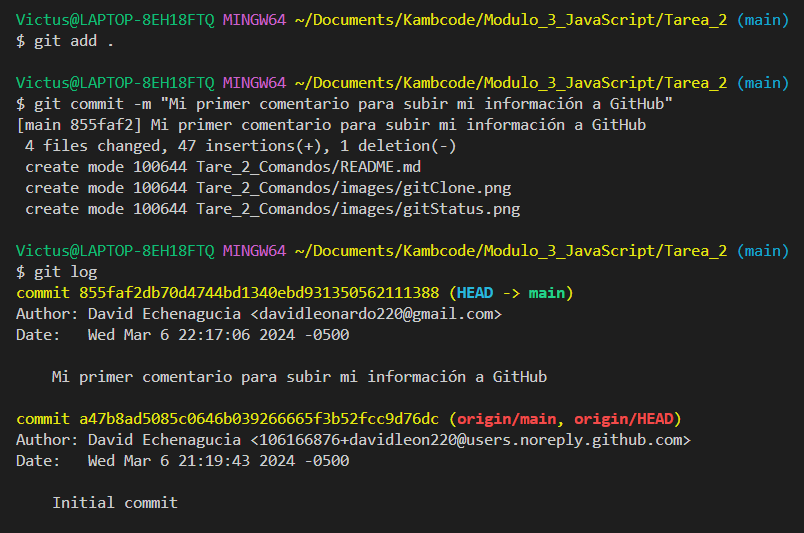 Victus@LAPTOP-8EH18FTQ MINGW64 ~/Documents/Kambcode/Modulo_3_JavaScript/Tarea_2 (main)
$ git add .
Victus@LAPTOP-8EH18FTQ MINGW64 ~/Documents/Kambcode/Modulo_3_JavaScript/Tarea_2 (main)
$ git commit -m "Mi primer comentario para subir mi información a GitHub"
[main 855faf2] Mi primer comentario para subir mi información a GitHub
 4 files changed, 47 insertions(+), 1 deletion(-)
 create mode 100644 Tare_2_Comandos/README.md
 create mode 100644 Tare_2_Comandos/images/gitClone.png
 create mode 100644 Tare_2_Comandos/images/gitStatus.png
Victus@LAPTOP-8EH18FTQ MINGW64 ~/Documents/Kambcode/Modulo_3_JavaScript/Tarea_2 (main)
$ git log
commit 855faf2db70d4744bd1340ebd931350562111388 (HEAD -> main)
Author: David Echenagucia <davidleonardo220@gmail.com>
Date:   Wed Mar 6 22:17:06 2024 -0500
    Mi primer comentario para subir mi información a GitHub
commit a47b8ad5085c0646b039266665f3b52fcc9d76dc (origin/main, origin/HEAD)
Author: David Echenagucia <106166876+davidleon220@users.noreply.github.com>
Date:   Wed Mar 6 21:19:43 2024 -0500
    Initial commit